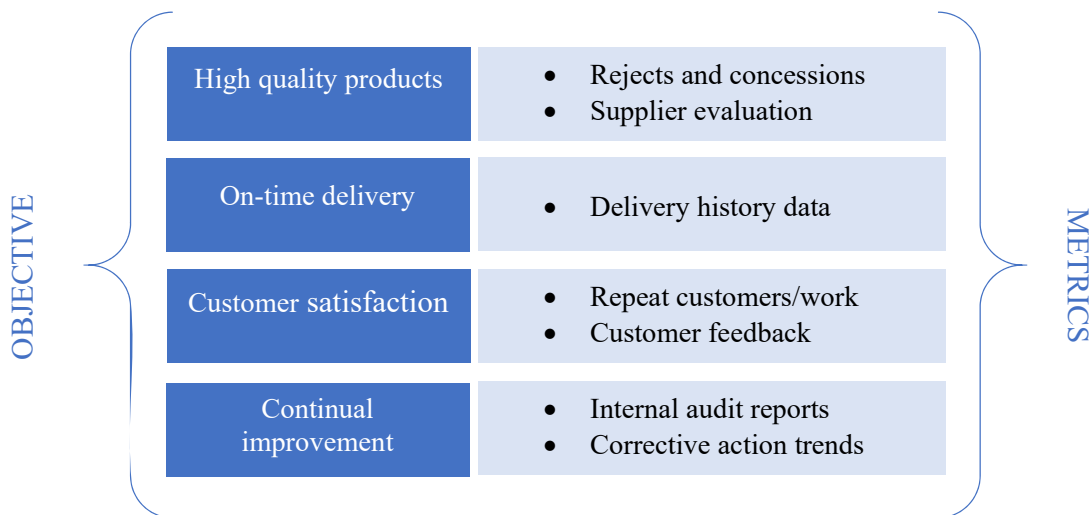 OBJECTIVE
High quality products
• Rejects and concessions
• Supplier evaluation
On-time delivery
• Delivery history data
Customer satisfaction
• Repeat customers/work
• Customer feedback
Continual
improvement
• Internal audit reports
• Corrective action trends
METRICS